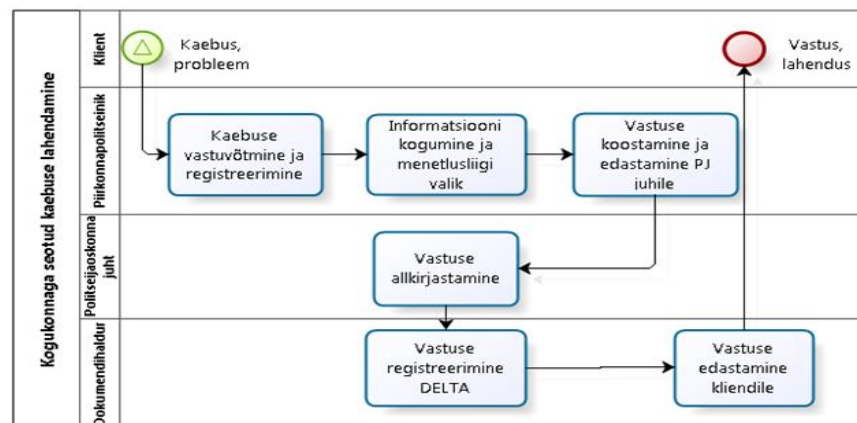 Kogukonnaga seotud kaebuse lahendamine
Klient
Kaebus,
probleem
Vastus,
lahendus
Piirkonnapolitseinik
Kaebuse
vastuvõtmine ja
registreerimine
Informatsiooni
kogumine ja
menetlusliigi
valik
Vastuse
koostamine ja
edastamine PJ
juhile
Politseijaoskonna
juht
Vastuse
allkirjastamine
Dokumendihaldur
Vastuse
registreerimine
DELTA
Vastuse
edastamine
kliendile